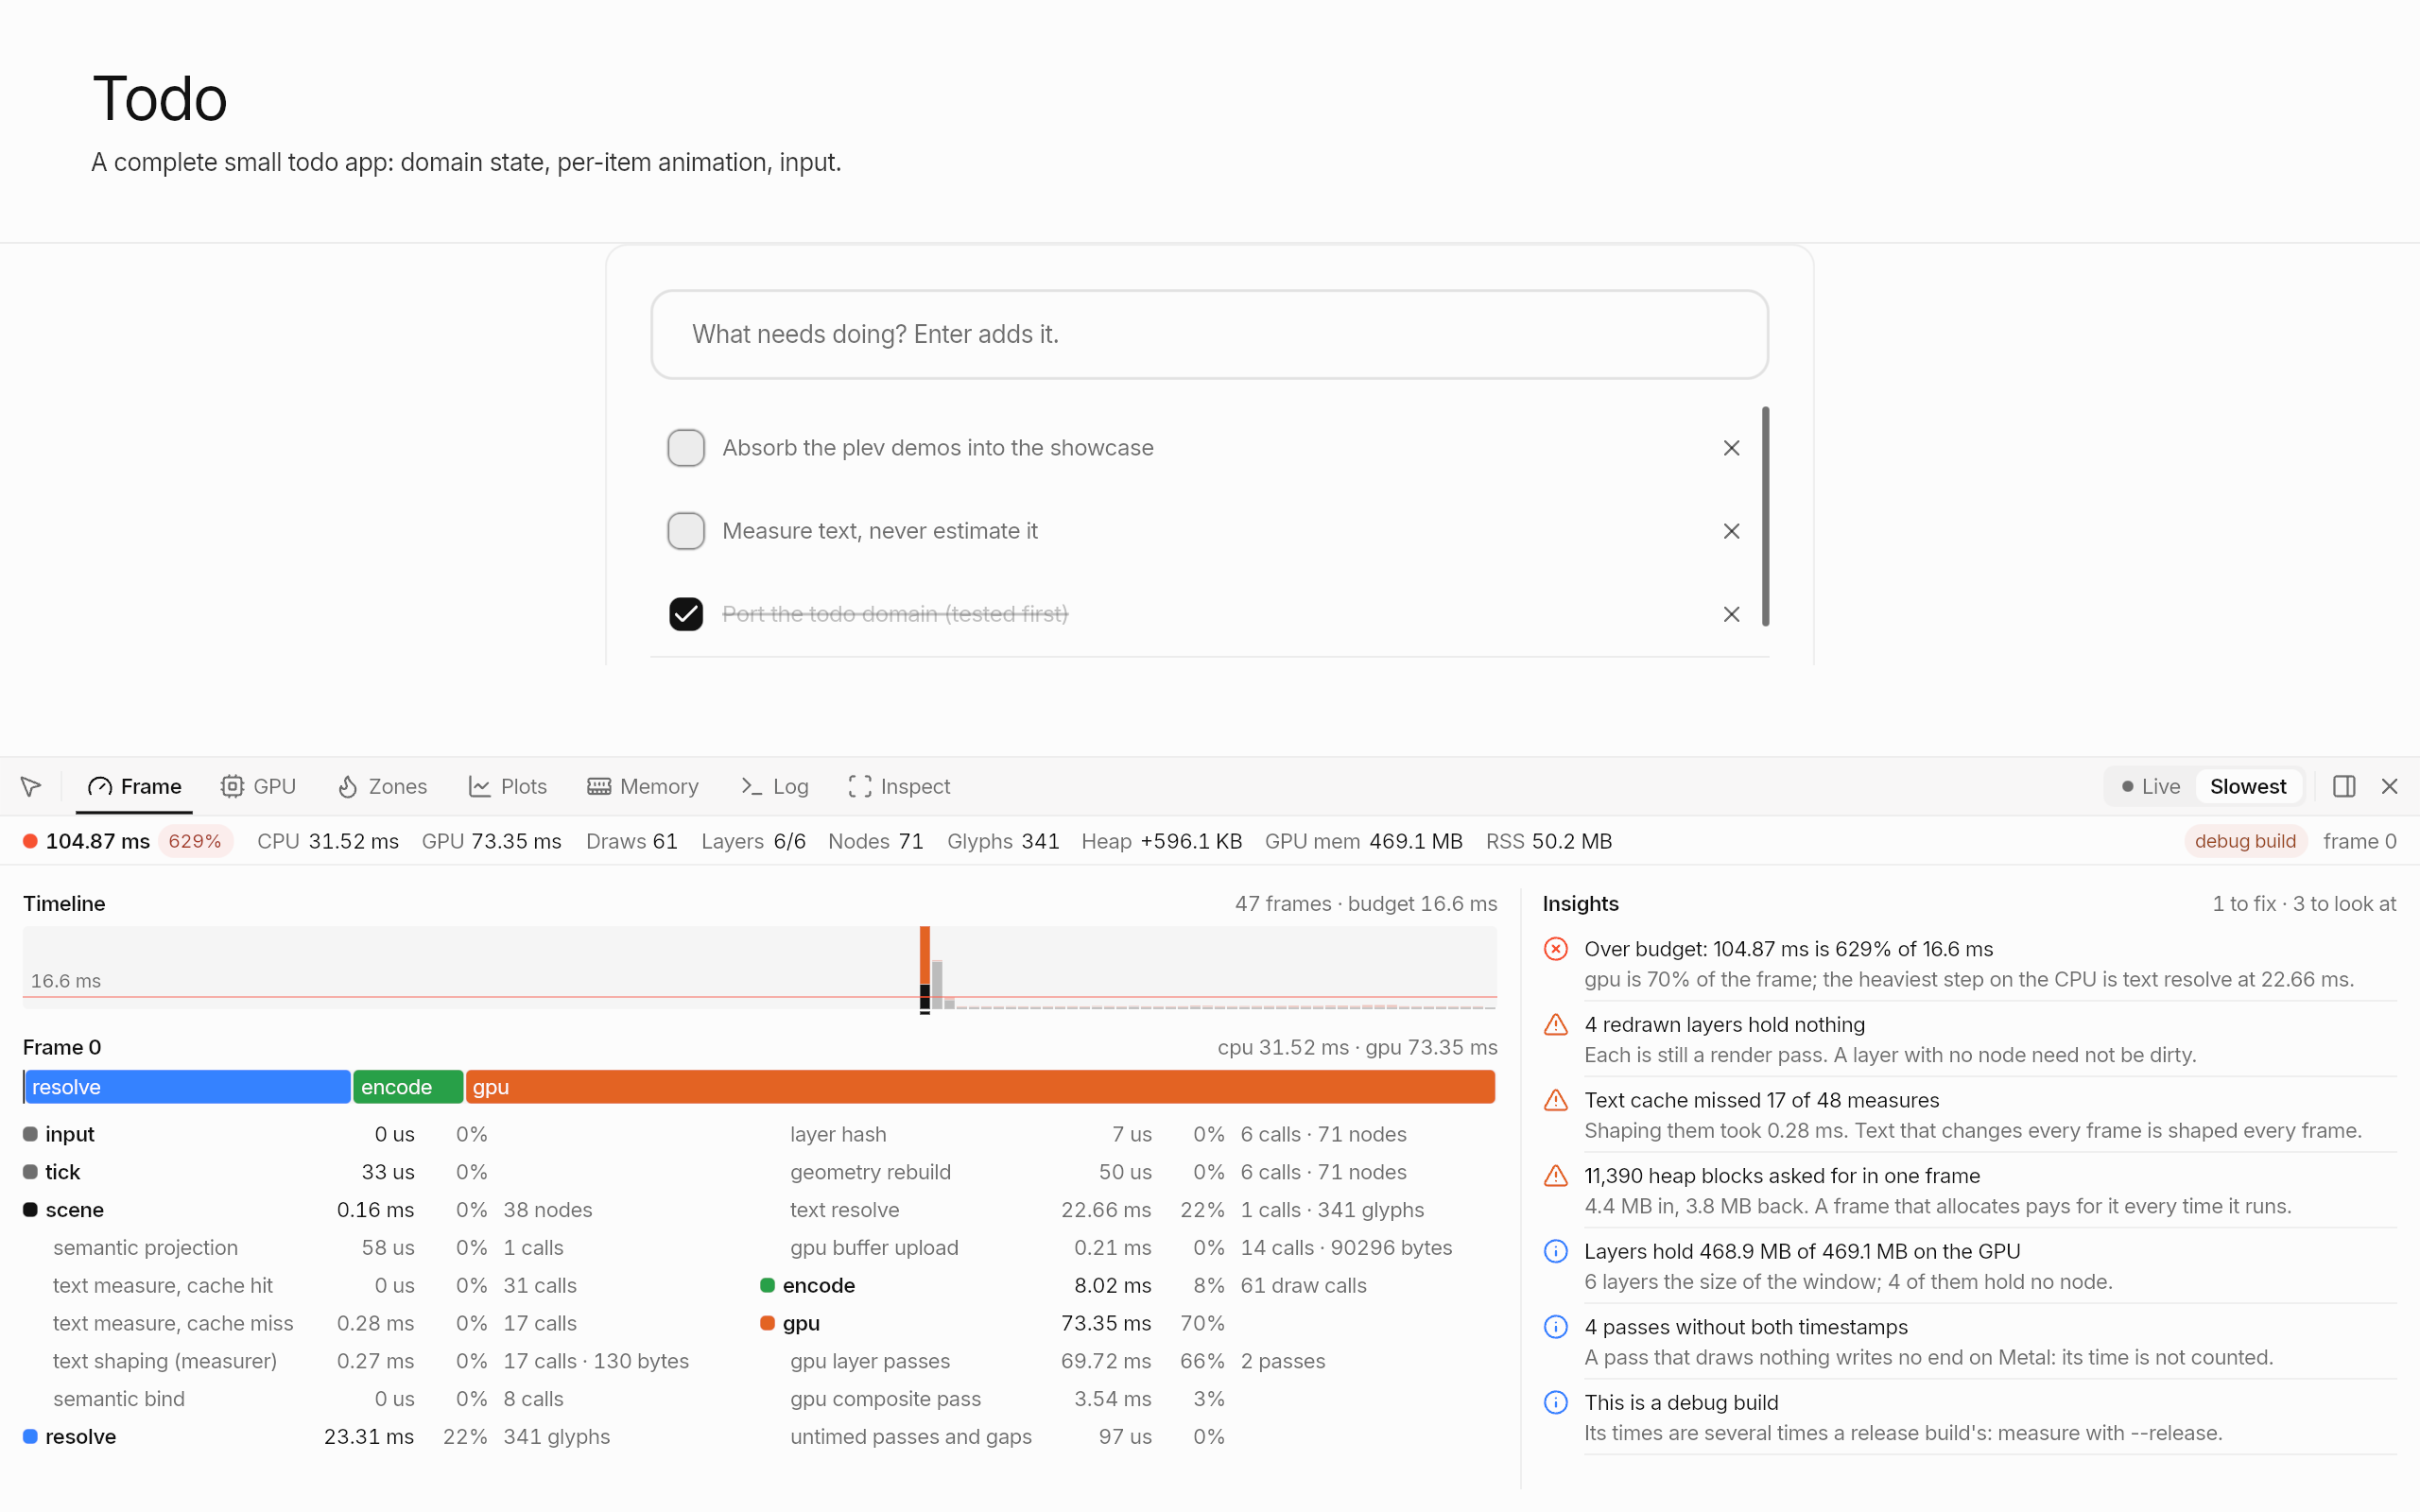 Todo
A complete small todo app: domain state, per-item animation, input.
What needs doing? Enter adds it.
Absorb the plev demos into the showcase
Measure text, never estimate it
Port the todo domain (tested first)
Frame GPU Zones Plots Memory Log Inspect Live Slowest
104.87 ms 629% CPU 31.52 ms GPU 73.35 ms Draws 61 Layers 6/6 Nodes 71 Glyphs 341 Heap +596.1 KB GPU mem 469.1 MB RSS 50.2 MB debug build frame 0
Timeline 47 frames · budget 16.6 ms
16.6 ms
Frame 0 cpu 31.52 ms · gpu 73.35 ms
resolve encode gpu
input 0 us 0%
tick 33 us 0%
scene 0.16 ms 0% 38 nodes
semantic projection 58 us 0% 1 calls
text measure, cache hit 0 us 0% 31 calls
text measure, cache miss 0.28 ms 0% 17 calls
text shaping (measurer) 0.27 ms 0% 17 calls · 130 bytes
semantic bind 0 us 0% 8 calls
resolve 23.31 ms 22% 341 glyphs
layer hash 7 us 0% 6 calls · 71 nodes
geometry rebuild 50 us 0% 6 calls · 71 nodes
text resolve 22.66 ms 22% 1 calls · 341 glyphs
gpu buffer upload 0.21 ms 0% 14 calls · 90296 bytes
encode 8.02 ms 8% 61 draw calls
gpu 73.35 ms 70%
gpu layer passes 69.72 ms 66% 2 passes
gpu composite pass 3.54 ms 3%
untimed passes and gaps 97 us 0%
Insights 1 to fix · 3 to look at
Over budget: 104.87 ms is 629% of 16.6 ms
gpu is 70% of the frame; the heaviest step on the CPU is text resolve at 22.66 ms.
4 redrawn layers hold nothing
Each is still a render pass. A layer with no node need not be dirty.
Text cache missed 17 of 48 measures
Shaping them took 0.28 ms. Text that changes every frame is shaped every frame.
11,390 heap blocks asked for in one frame
4.4 MB in, 3.8 MB back. A frame that allocates pays for it every time it runs.
Layers hold 468.9 MB of 469.1 MB on the GPU
6 layers the size of the window; 4 of them hold no node.
4 passes without both timestamps
A pass that draws nothing writes no end on Metal: its time is not counted.
This is a debug build
Its times are several times a release build's: measure with --release.